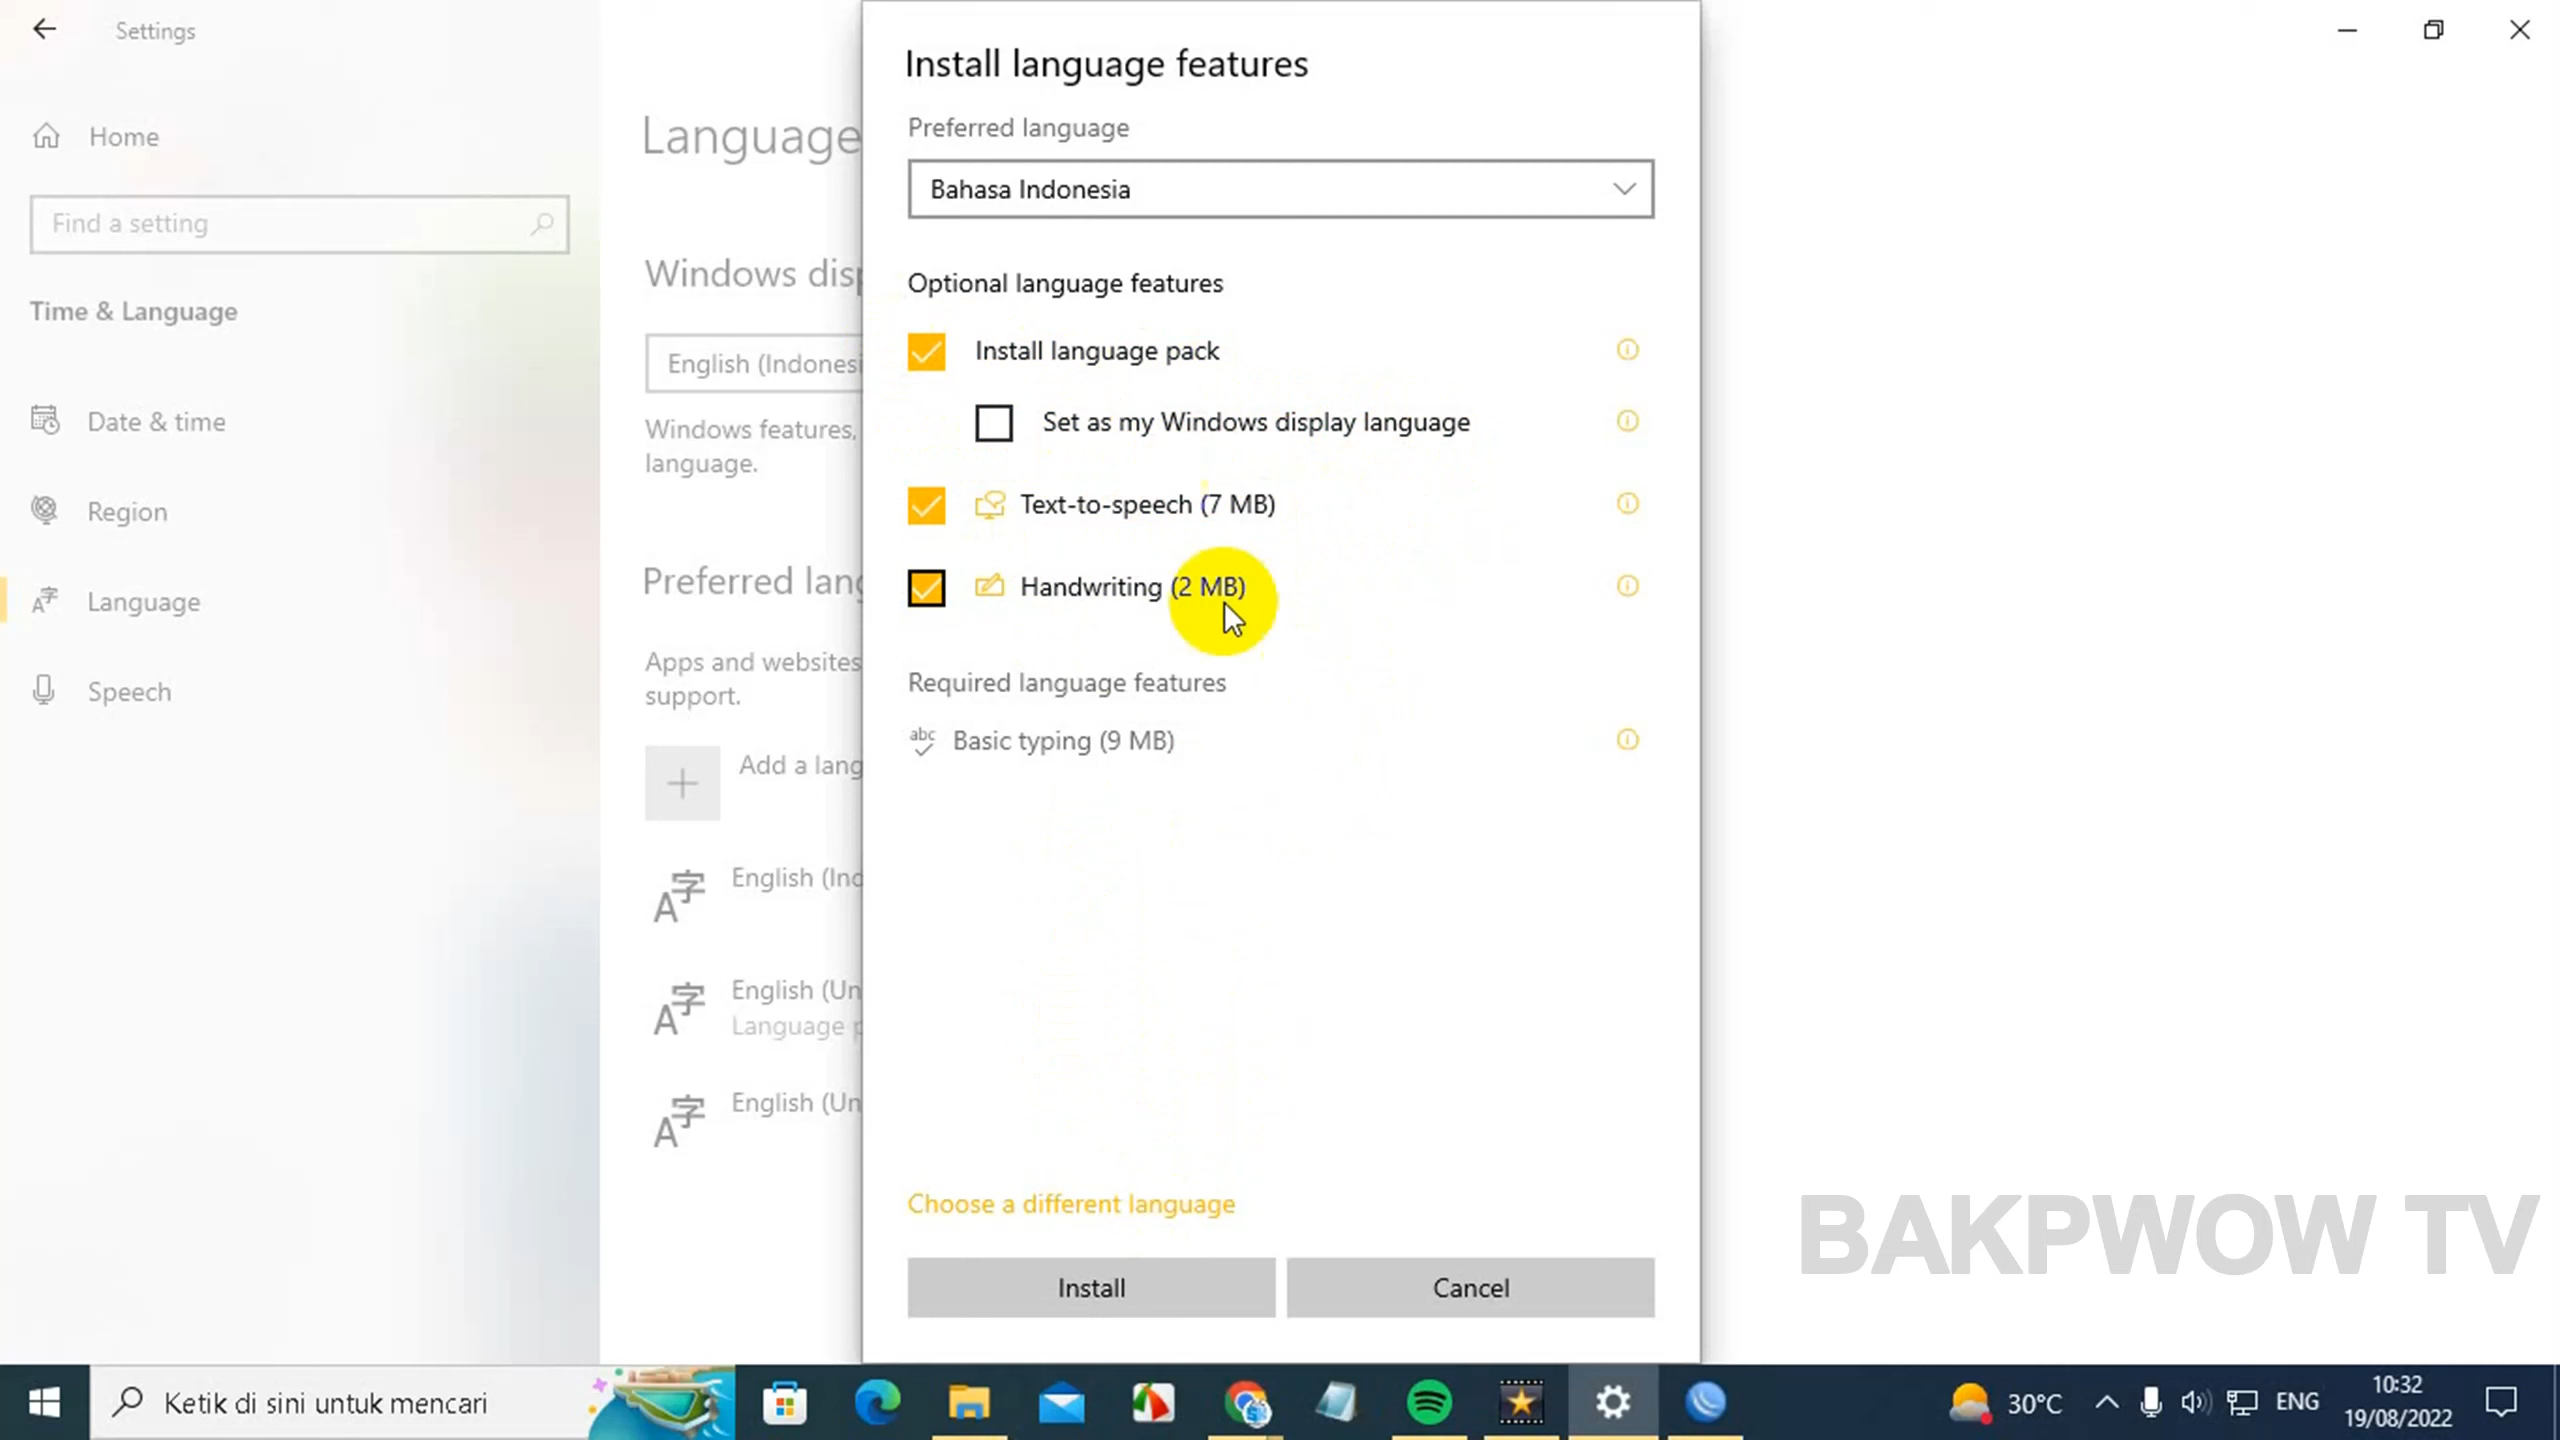 Settings
Home
Find a setting
Time & Language
Date & time
Region
Language
Speech
Language
Windows disp
English (Indonesi
Windows features,
language.
Preferred lang
Apps and websites
support.
Add a lang
English (Ind
English (Un
Language p
English (Un
Install language features
Preferred language
Bahasa Indonesia
Optional language features
Install language pack
Set as my Windows display language
Text-to-speech (7 MB)
Handwriting (2 MB)
Required language features
abc
Basic typing (9 MB)
Choose a different language
Install
Cancel
BAKPWOW TV
Ketik di sini untuk mencari
30°C
ENG
10:32
19/08/2022